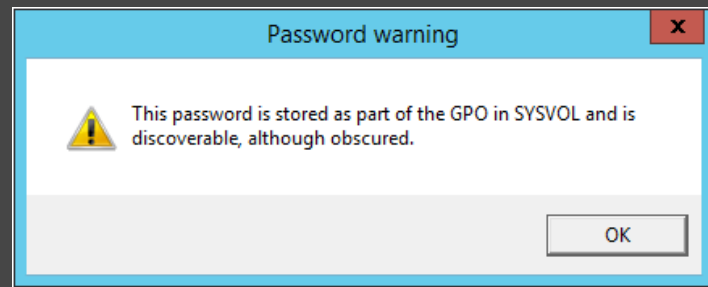 Password warning
x
This password is stored as part of the GPO in SYSVOL and is
discoverable, although obscured.
OK